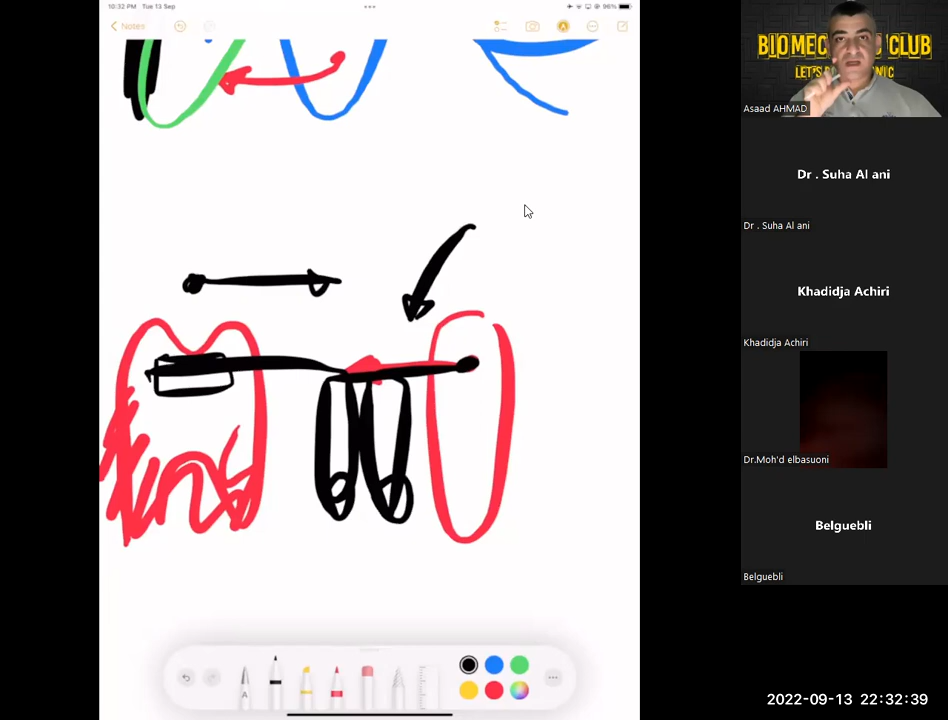 10:32 PM Tue 13 Sep
96%
Notes
A
BIOMEC CLUB
LET'S
Asaad AHMAD
Dr . Suha Al ani
Dr . Suha Al ani
Khadidja Achiri
Khadidja Achiri
Dr.Moh'd elbasuoni
Belguebli
Belguebli
2022-09-13 22:32:39